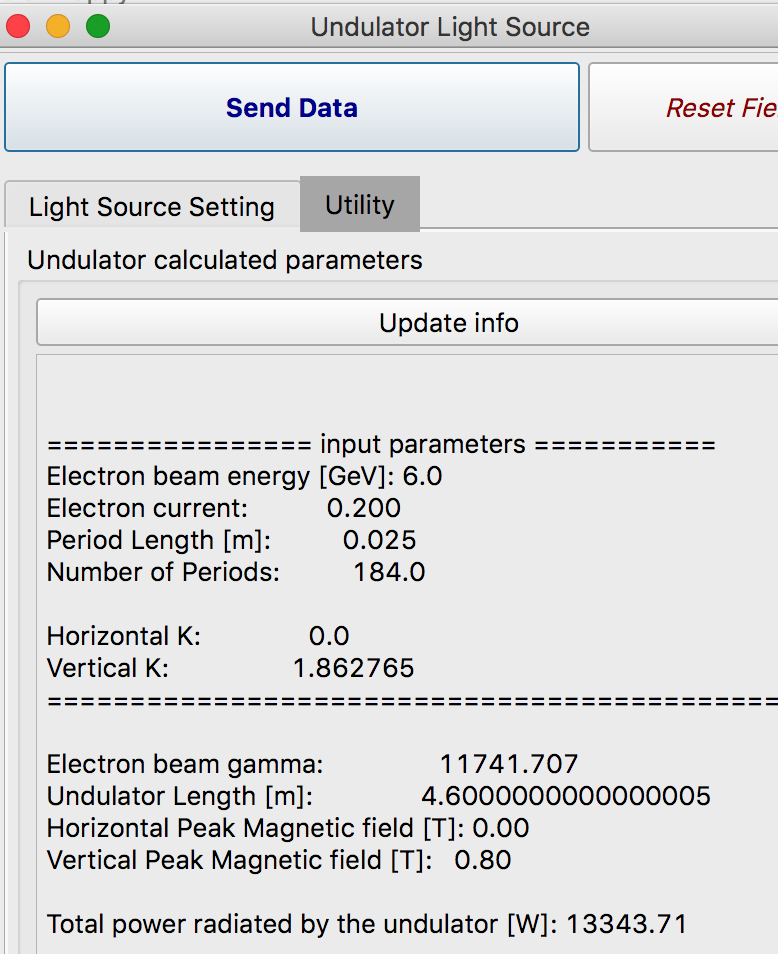 Undulator Light Source
Send Data
Reset Fie
Light Source Setting
Utility
Undulator calculated parameters
Update info
================ input parameters ===========
Electron beam energy [GeV]: 6.0
Electron current: 0.200
Period Length [m]: 0.025
Number of Periods: 184.0
Horizontal K: 0.0
Vertical K: 1.862765
============================================
Electron beam gamma: 11741.707
Undulator Length [m]: 4.6000000000000005
Horizontal Peak Magnetic field [T]: 0.00
Vertical Peak Magnetic field [T]: 0.80
Total power radiated by the undulator [W]: 13343.71